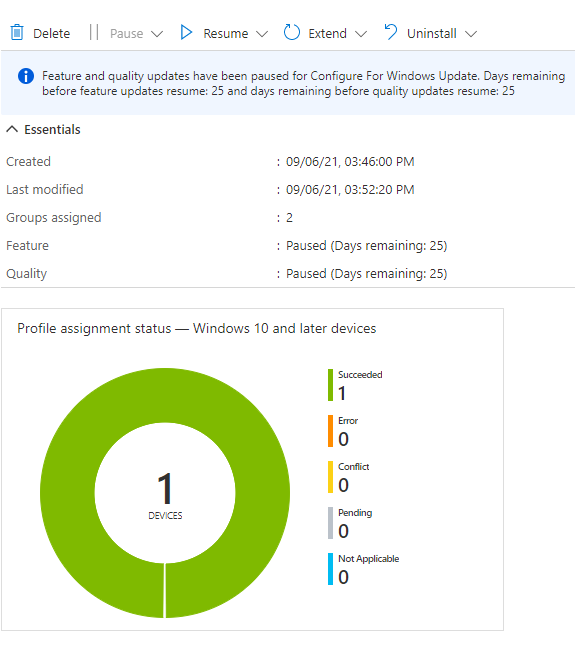 Delete Pause Resume Extend Uninstall
Feature and quality updates have been paused for Configure For Windows Update. Days remaining
before feature updates resume: 25 and days remaining before quality updates resume: 25
Essentials
Created : 09/06/21, 03:46:00 PM
Last modified : 09/06/21, 03:52:20 PM
Groups assigned : 2
Feature : Paused (Days remaining: 25)
Quality : Paused (Days remaining: 25)
Profile assignment status — Windows 10 and later devices
1
DEVICES
Succeeded
1
Error
0
Conflict
0
Pending
0
Not Applicable
0